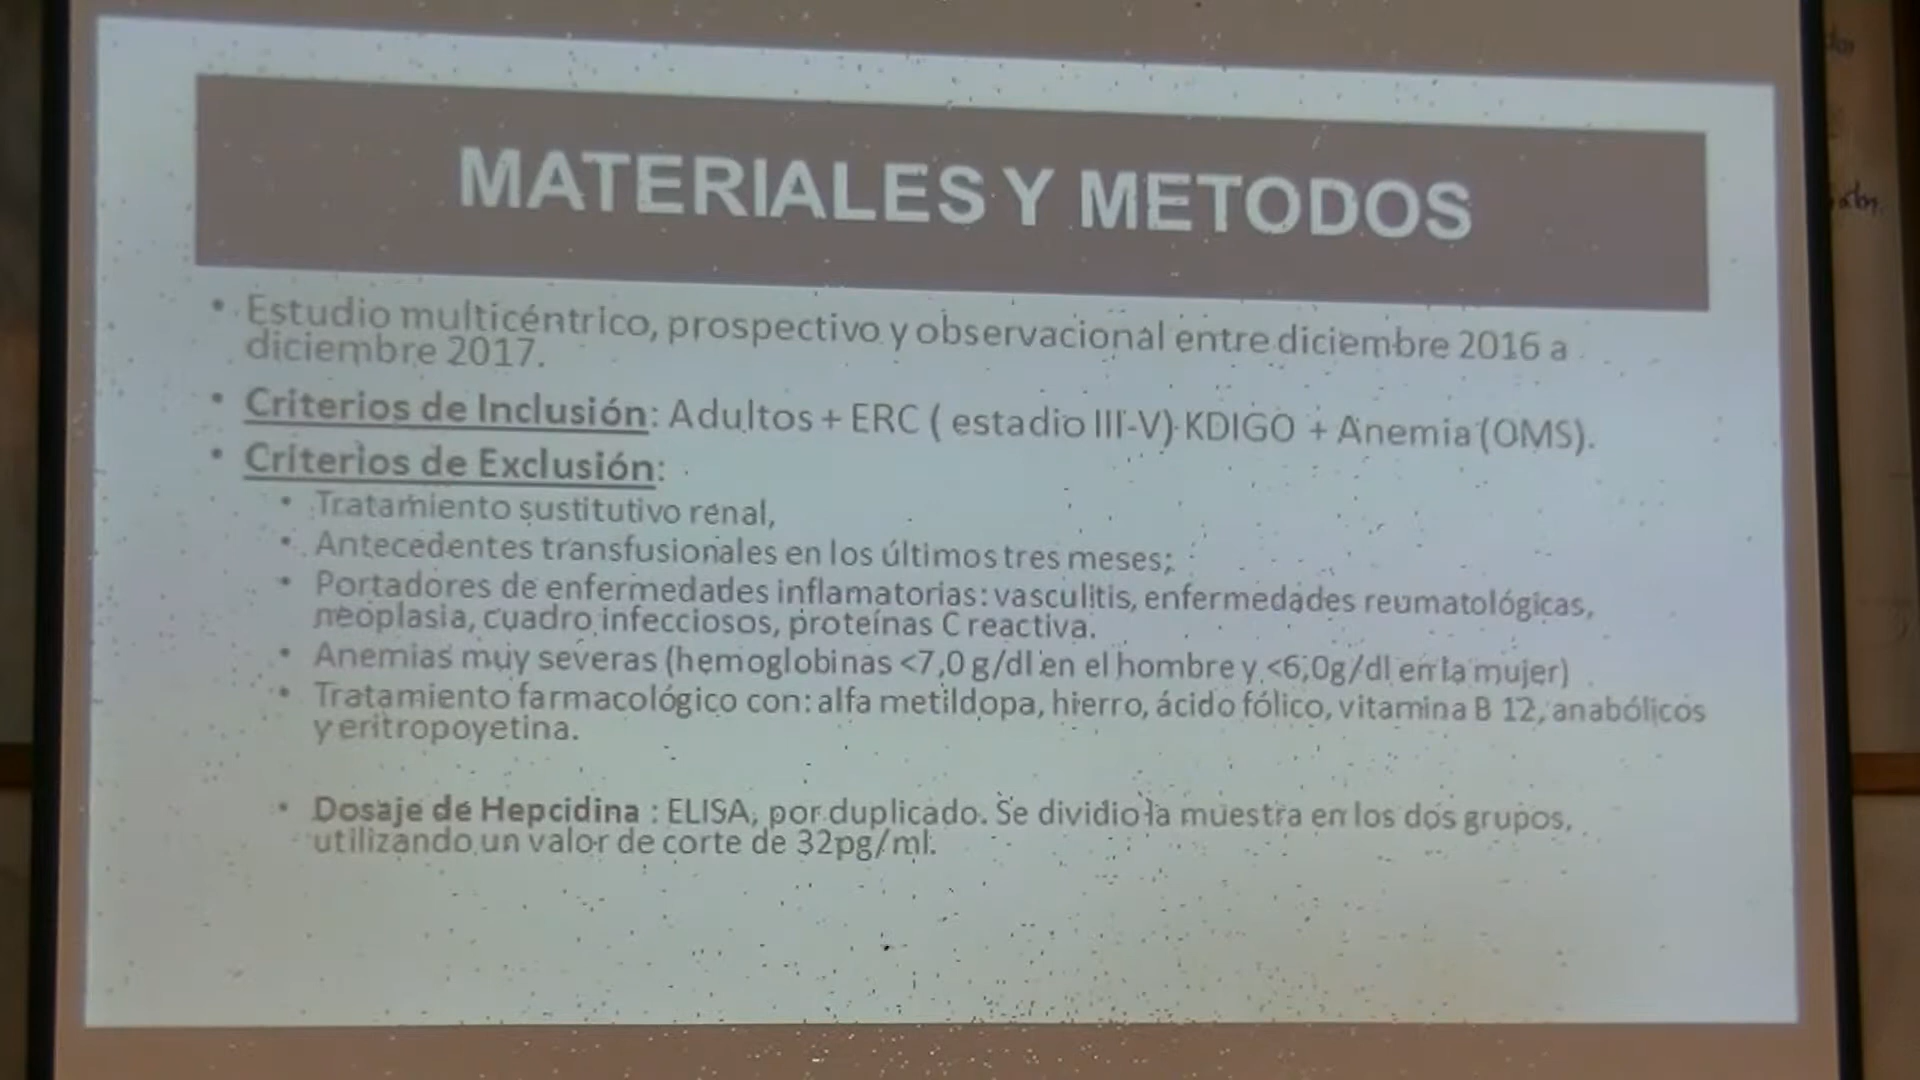 MATERIALES Y METODOS
• Estudio multicéntrico, prospectivo y observacional entre diciembre 2016 a
diciembre 2017.
• Criterios de Inclusión: Adultos + ERC ( estadio III-V) KDIGO + Anemia (OMS).
• Criterios de Exclusión:
• Tratamiento sustitutivo renal,
• Antecedentes transfusionales en los últimos tres meses;
• Portadores de enfermedades inflamatorias: vasculitis, enfermedades reumatológicas,
neoplasia, cuadro infecciosos, proteínas C reactiva.
• Anemias muy severas (hemoglobinas <7,0 g/dl en el hombre y <6,0g/dl en la mujer)
• Tratamiento farmacológico con: alfa metildopa, hierro, ácido fólico, vitamina B 12, anabólicos
y eritropoyetina.
• Dosaje de Hepcidina : ELISA, por duplicado. Se dividio la muestra en los dos grupos,
utilizando un valor de corte de 32pg/ml.